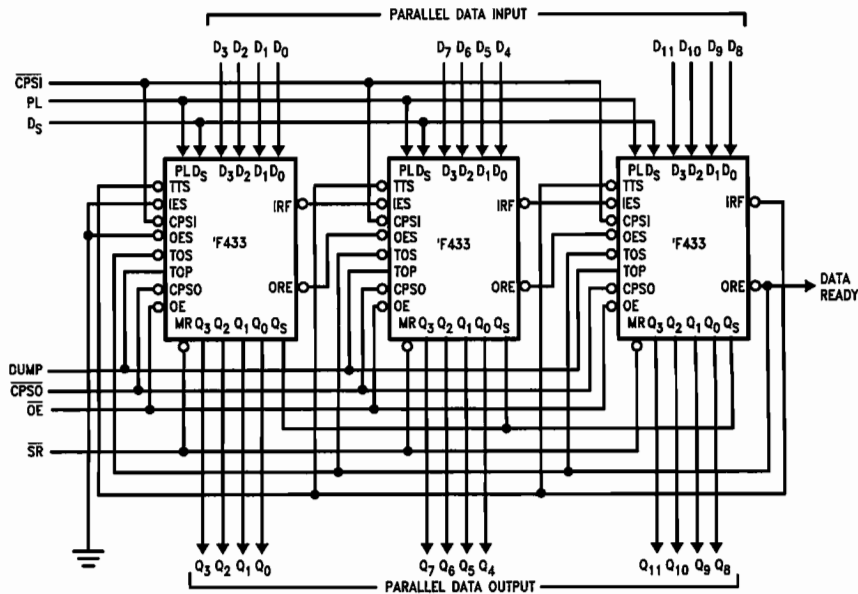 PARALLEL DATA INPUT
D3 D2 D1 D0 D7 D6 D5 D4 D11 D10 D9 D8
CPSI
PL
DS
PL DS D3 D2 D1 D0
TTS
IES
CPSI
OES
TOS
TOP
CPSO
OE
IRF
'F433
ORE
MR Q3 Q2 Q1 Q0 QS
PL DS D3 D2 D1 D0
TTS
IES
CPSI
OES
TOS
TOP
CPSO
OE
IRF
'F433
ORE
MR Q3 Q2 Q1 Q0 QS
PL DS D3 D2 D1 D0
TTS
IES
CPSI
OES
TOS
TOP
CPSO
OE
IRF
'F433
ORE
MR Q3 Q2 Q1 Q0 QS
DATA
READY
DUMP
CPSO
OE
SR
Q3 Q2 Q1 Q0 Q7 Q6 Q5 Q4 Q11 Q10 Q9 Q8
PARALLEL DATA OUTPUT